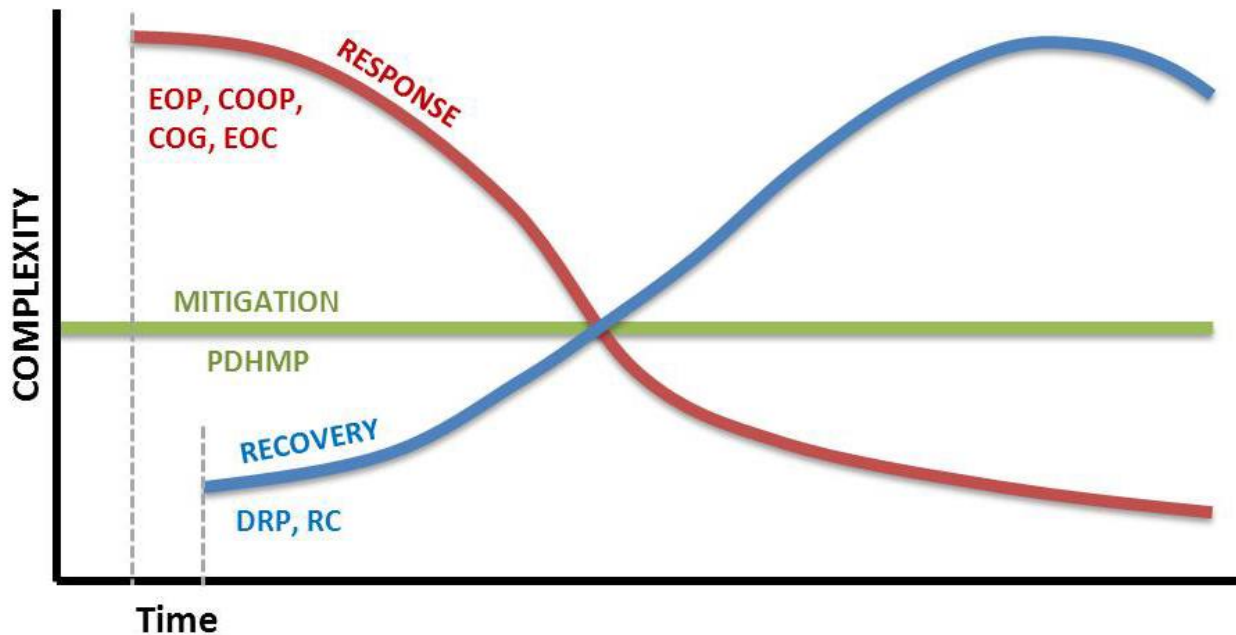 RESPONSE
EOP, COOP,
COG, EOC
COMPLEXITY
MITIGATION
PDHMP
RECOVERY
DRP, RC
Time